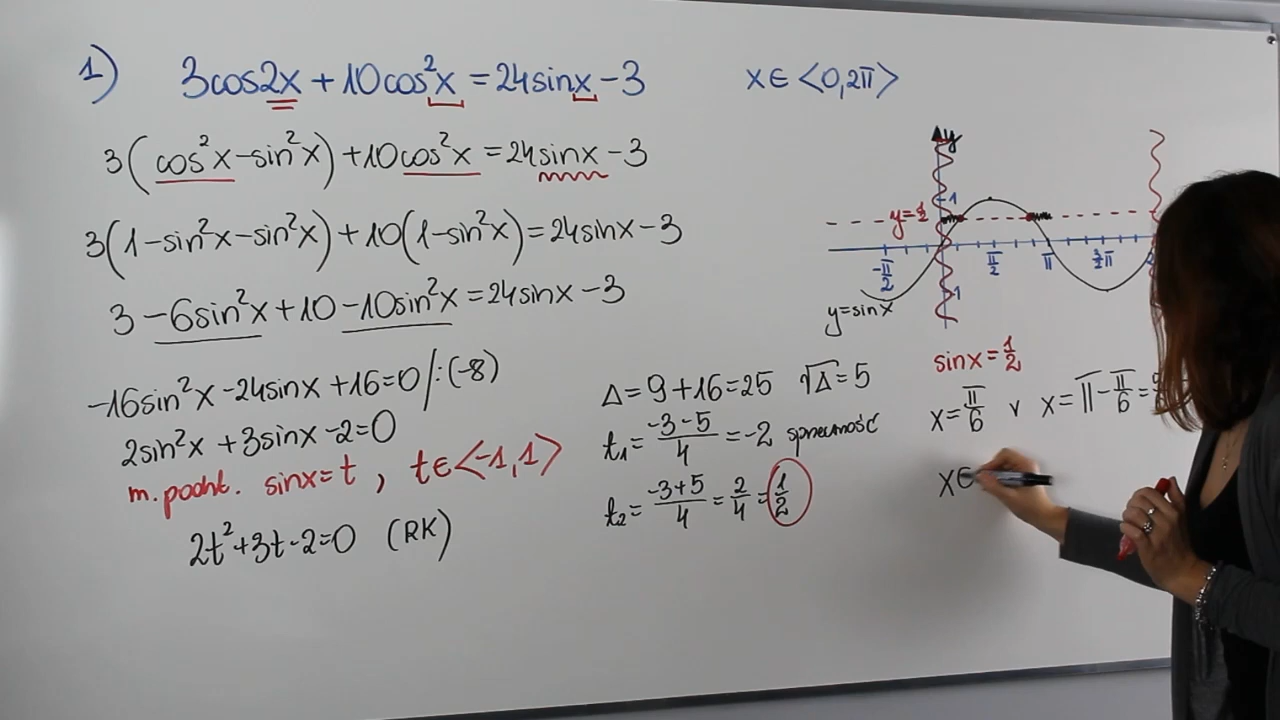 1) 3cos2x + 10cos²x = 24sinx - 3 x ∈ <0,2π>
3(cos²x - sin²x) + 10cos²x = 24sinx - 3
3(1 - sin²x - sin²x) + 10(1 - sin²x) = 24sinx - 3
3 - 6sin²x + 10 - 10sin²x = 24sinx - 3
-16sin²x - 24sinx + 16 = 0 /:(-8)
2sin²x + 3sinx - 2 = 0
m. podst. sinx = t , t ∈ <-1,1>
2t² + 3t - 2 = 0 (RK)
Δ = 9 + 16 = 25 √Δ = 5
t₁ = (-3-5)/4 = -2 sprzeczność
t₂ = (-3+5)/4 = 2/4 = 1/2
y
1
y = 1/2
-π/2 π/2 π 3/2π
-1
y = sinx
sinx = 1/2
x = π/6 v x = π - π/6 =
x ∈